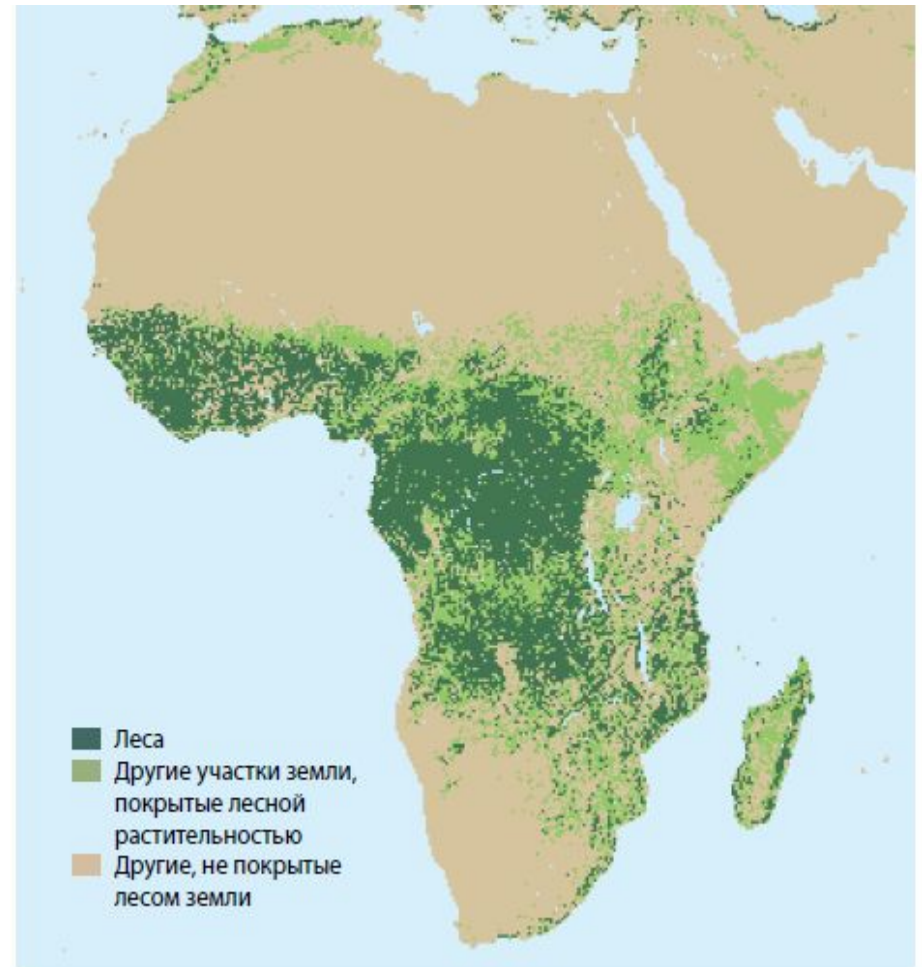 Леса
Другие участки земли,
покрытые лесной
растительностью
Другие, не покрытые
лесом земли